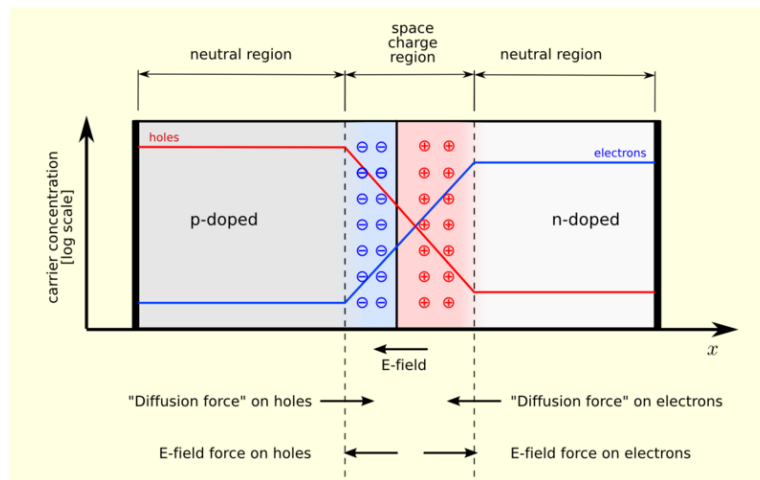 space
charge
region
neutral region
neutral region
holes
electrons
⊖ ⊖ ⊕ ⊕
⊖ ⊖ ⊕ ⊕
⊖ ⊖ ⊕ ⊕
p-doped
n-doped
⊖ ⊖ ⊕ ⊕
⊖ ⊖ ⊕ ⊕
⊖ ⊖ ⊕ ⊕
⊖ ⊖ ⊕ ⊕
carrier concentration
[log scale]
x
E-field
"Diffusion force" on holes
"Diffusion force" on electrons
E-field force on holes
E-field force on electrons